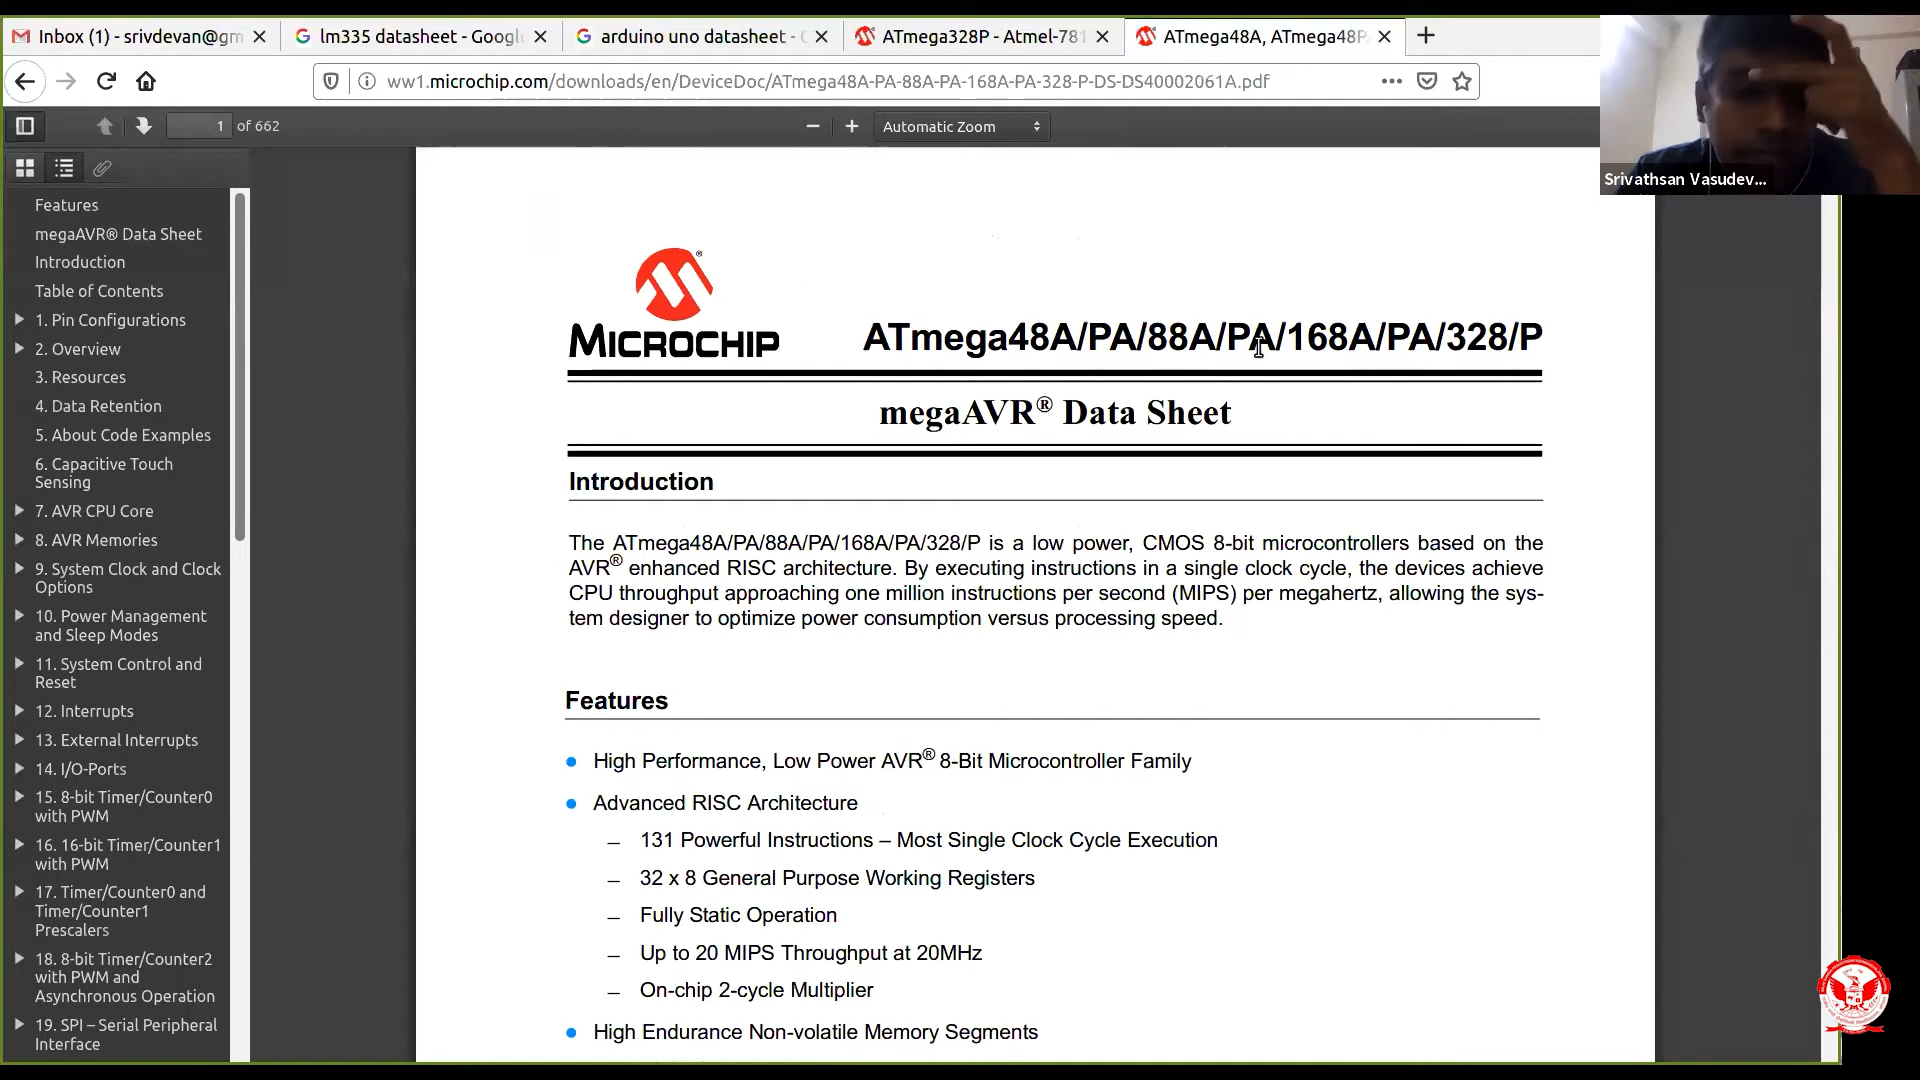 Inbox (1) - srivdevan@gm
lm335 datasheet - Googl
arduino uno datasheet - G
ATmega328P - Atmel-781
ATmega48A, ATmega48P
ww1.microchip.com/downloads/en/DeviceDoc/ATmega48A-PA-88A-PA-168A-PA-328-P-DS-DS40002061A.pdf
1 of 662
Automatic Zoom
Srivathsan Vasudev...
Features
megaAVR® Data Sheet
Introduction
Table of Contents
1. Pin Configurations
2. Overview
3. Resources
4. Data Retention
5. About Code Examples
6. Capacitive Touch
Sensing
7. AVR CPU Core
8. AVR Memories
9. System Clock and Clock
Options
10. Power Management
and Sleep Modes
11. System Control and
Reset
12. Interrupts
13. External Interrupts
14. I/O-Ports
15. 8-bit Timer/Counter0
with PWM
16. 16-bit Timer/Counter1
with PWM
17. Timer/Counter0 and
Timer/Counter1
Prescalers
18. 8-bit Timer/Counter2
with PWM and
Asynchronous Operation
19. SPI – Serial Peripheral
Interface
MICROCHIP
ATmega48A/PA/88A/PA/168A/PA/328/P
megaAVR® Data Sheet
Introduction
The ATmega48A/PA/88A/PA/168A/PA/328/P is a low power, CMOS 8-bit microcontrollers based on the
AVR® enhanced RISC architecture. By executing instructions in a single clock cycle, the devices achieve
CPU throughput approaching one million instructions per second (MIPS) per megahertz, allowing the sys-
tem designer to optimize power consumption versus processing speed.
Features
● High Performance, Low Power AVR® 8-Bit Microcontroller Family
● Advanced RISC Architecture
– 131 Powerful Instructions – Most Single Clock Cycle Execution
– 32 x 8 General Purpose Working Registers
– Fully Static Operation
– Up to 20 MIPS Throughput at 20MHz
– On-chip 2-cycle Multiplier
● High Endurance Non-volatile Memory Segments